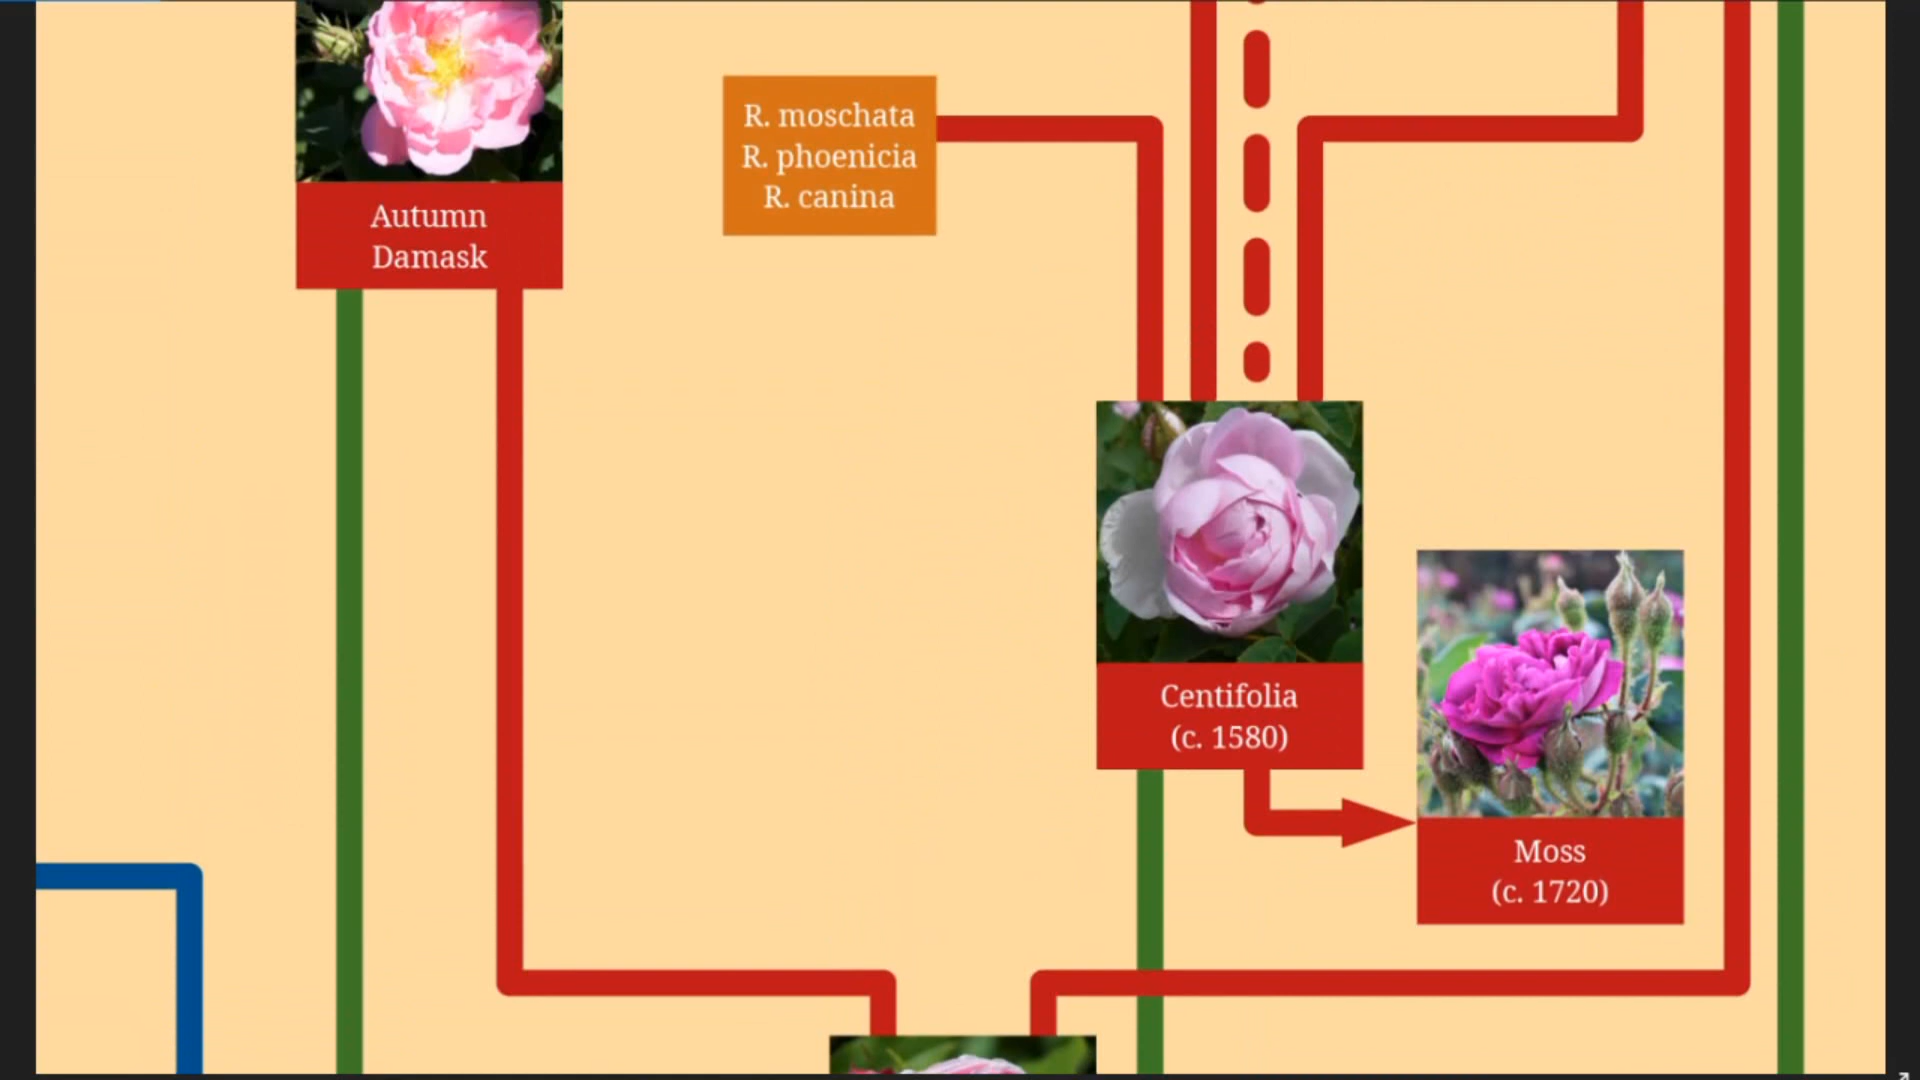 Autumn
Damask
R. moschata
R. phoenicia
R. canina
Centifolia
(c. 1580)
Moss
(c. 1720)